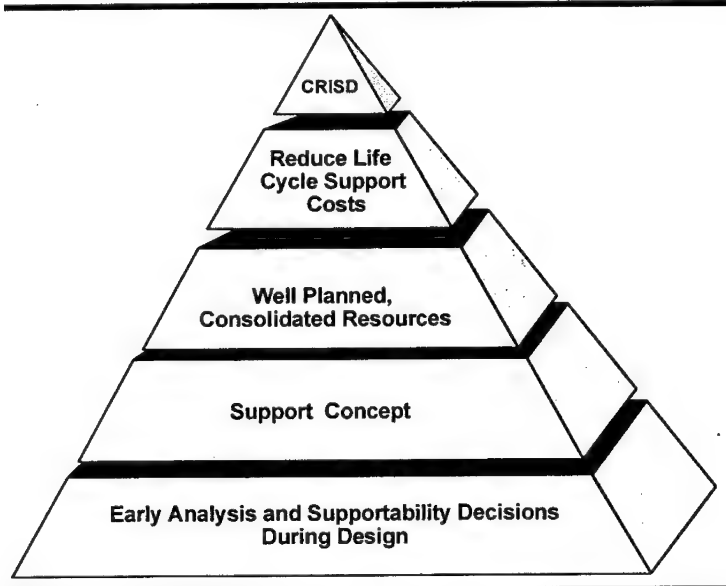 CRISD
Reduce Life
Cycle Support
Costs
Well Planned,
Consolidated Resources
Support Concept
Early Analysis and Supportability Decisions
During Design